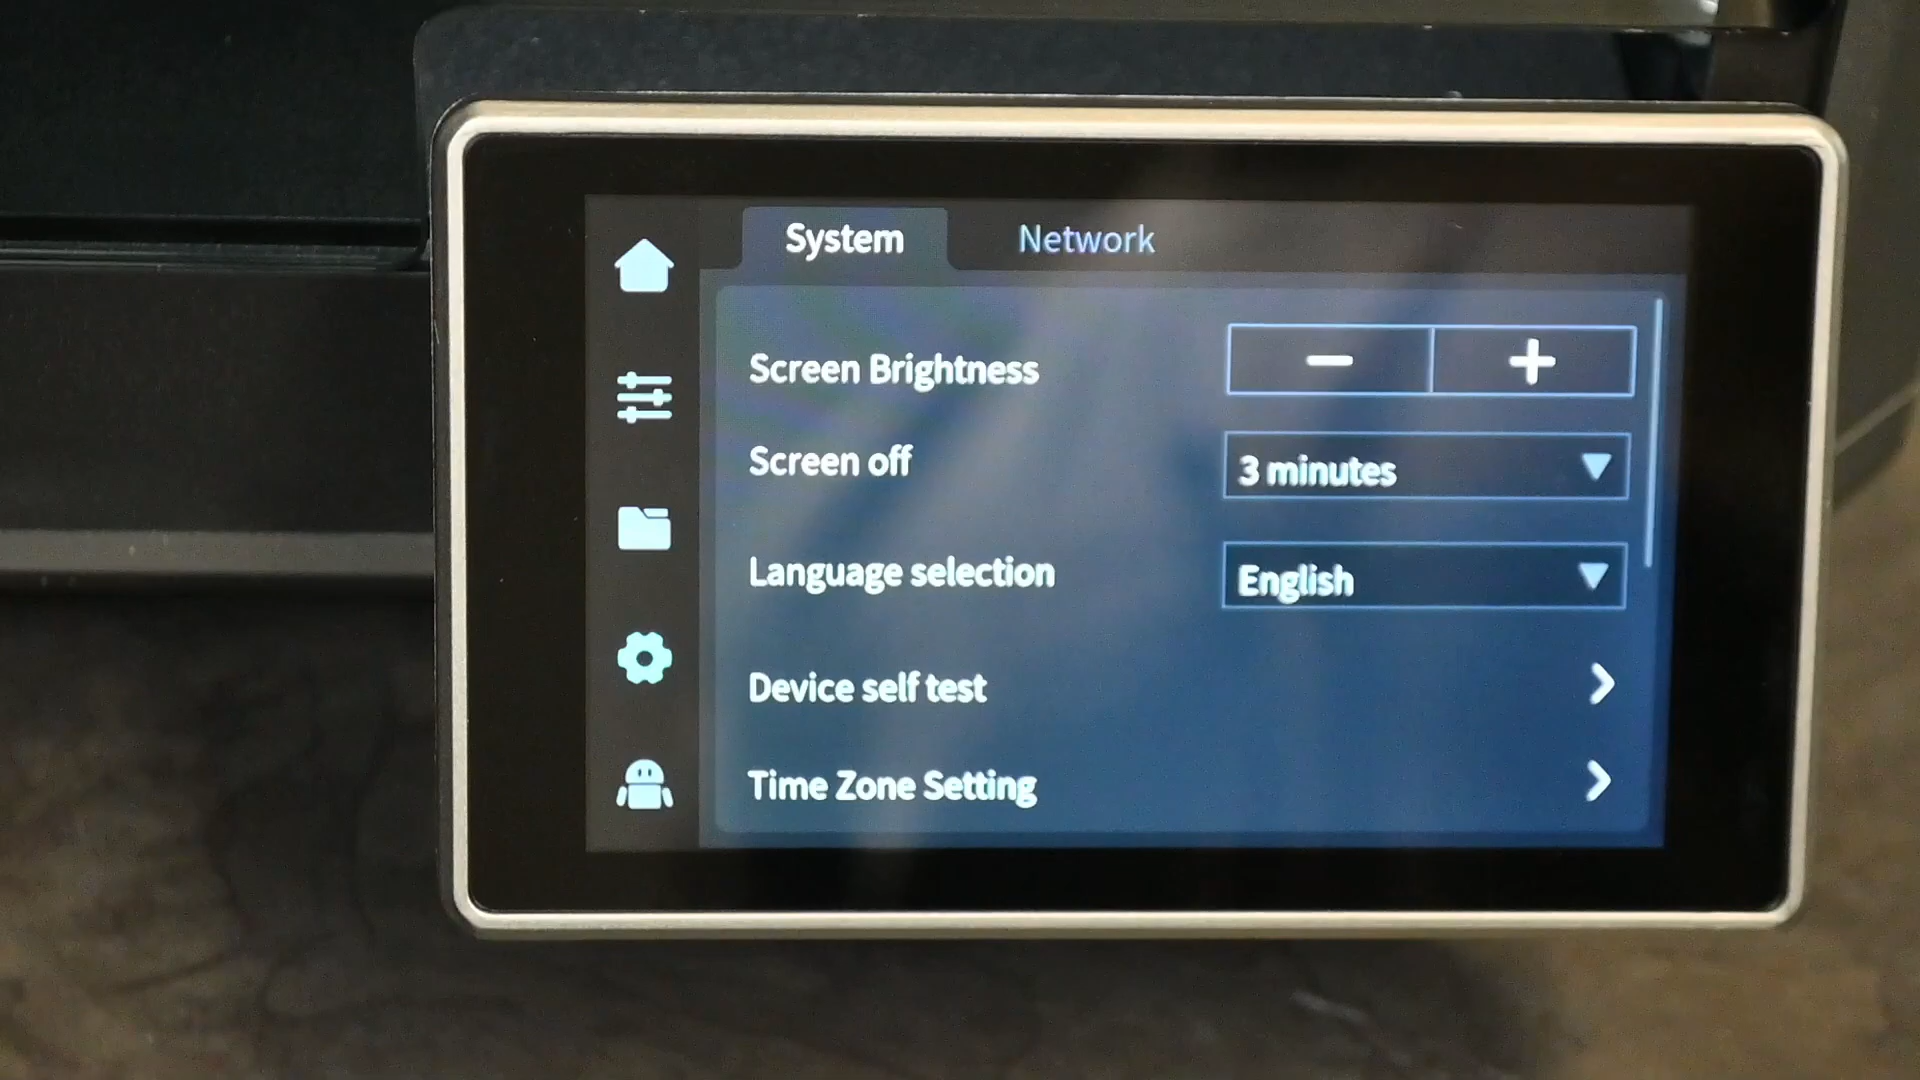 System
Network
Screen Brightness
Screen off
3 minutes
Language selection
English
Device self test
Time Zone Setting